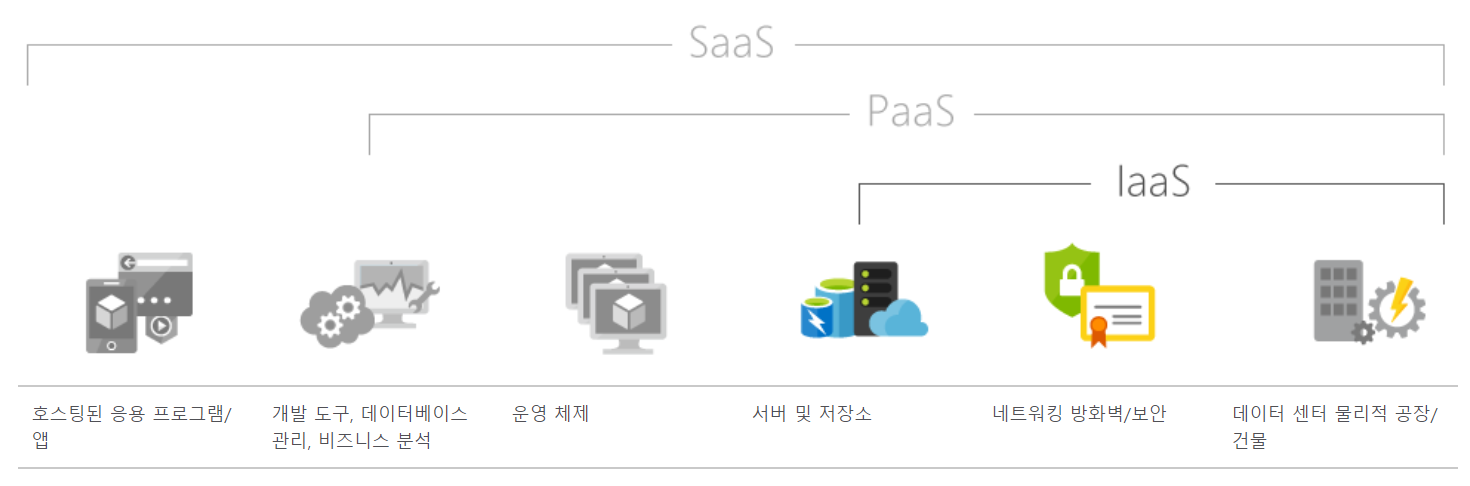 SaaS
PaaS
IaaS
호스팅된 응용 프로그램/
앱
개발 도구, 데이터베이스
관리, 비즈니스 분석
운영 체제
서버 및 저장소
네트워킹 방화벽/보안
데이터 센터 물리적 공장/
건물